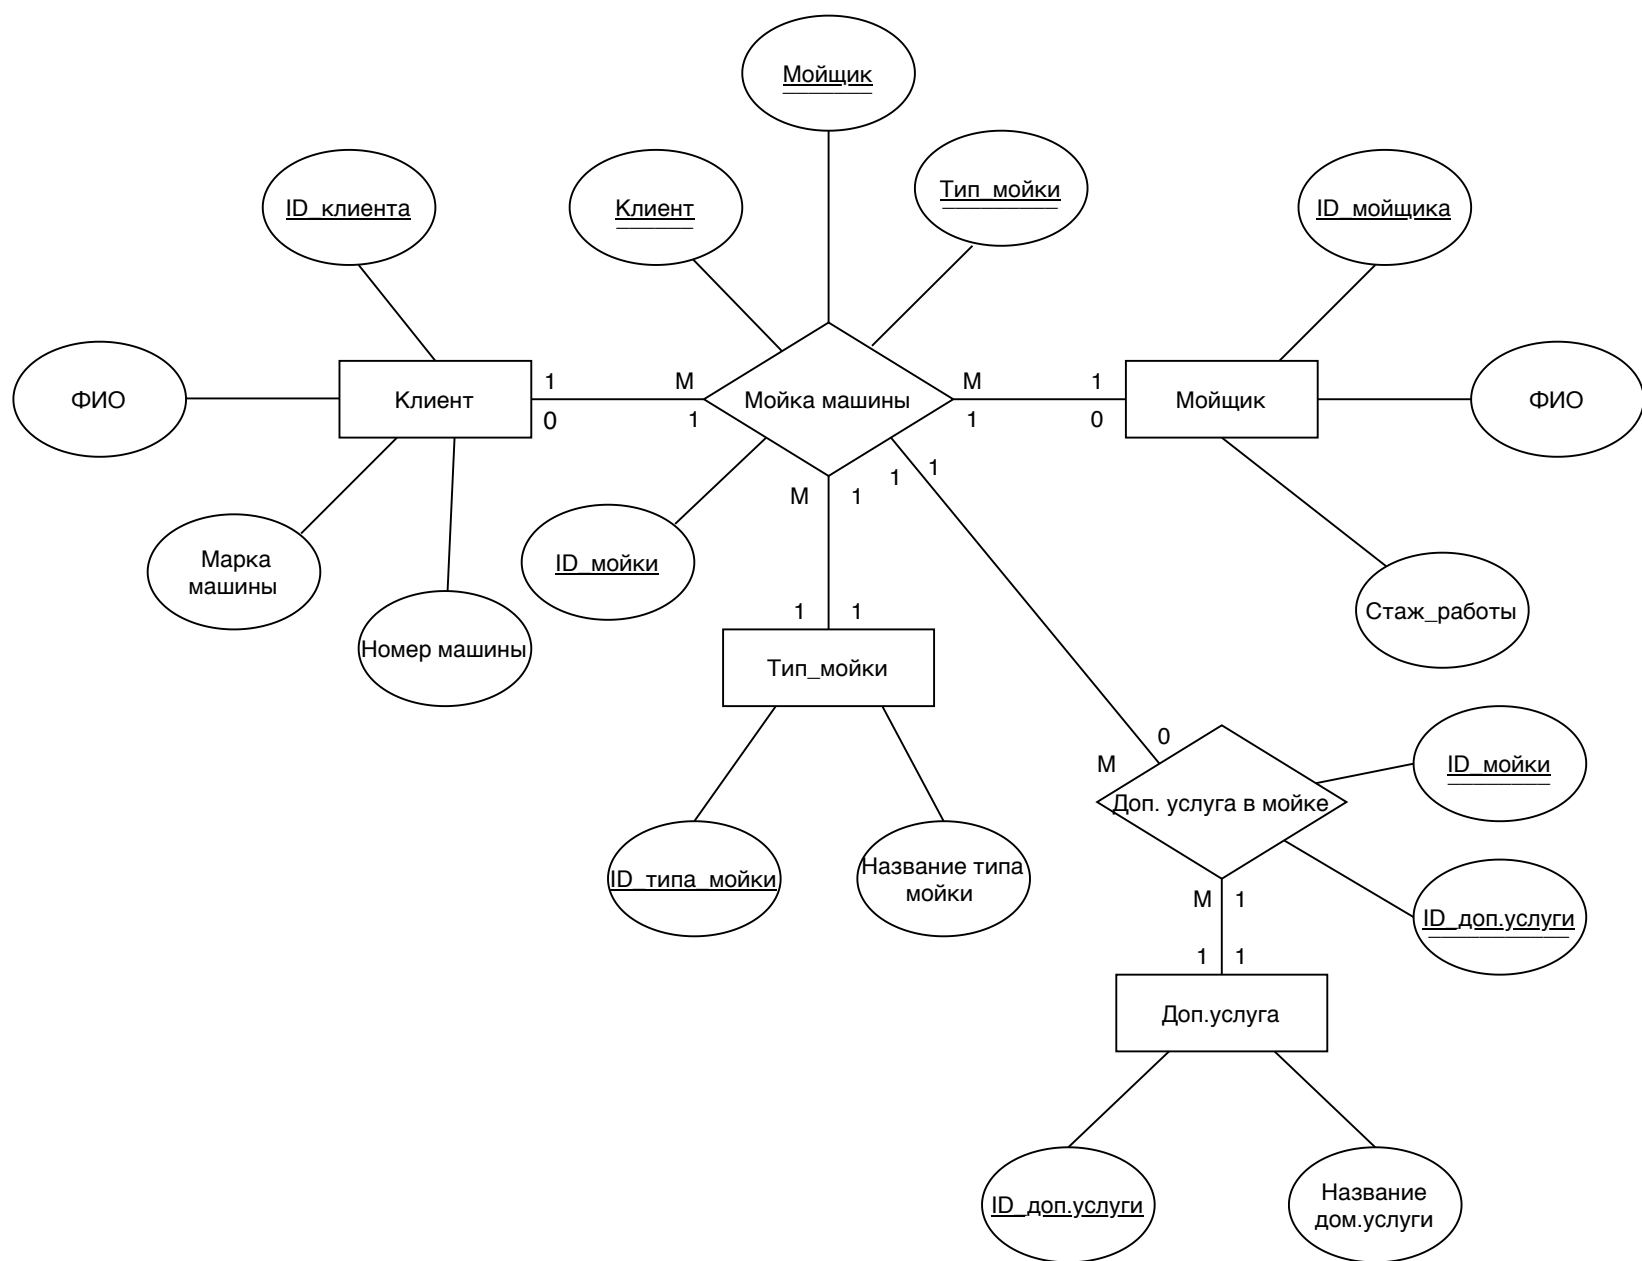 Мойщик
Тип_мойки
ID_клиента
Клиент
ID_мойщика
1
М
М
1
ФИО
Клиент
Мойка машины
Мойщик
ФИО
0
1
1
0
1
1
М
1
Марка
машины
ID_мойки
1
1
Стаж_работы
Номер машины
Тип_мойки
0
М
ID_мойки
Доп. услуга в мойке
Название типа
мойки
ID_типа_мойки
М
1
ID_доп.услуги
1
1
Доп.услуга
ID_доп.услуги
Название
дом.услуги